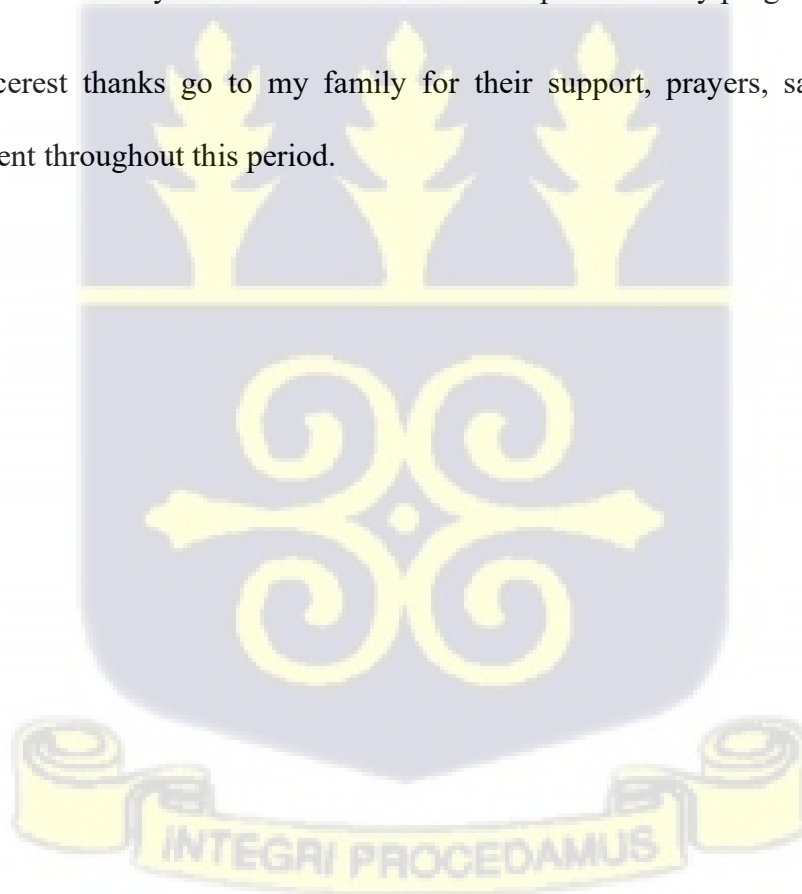 cerest thanks go to my family for their support, prayers, sa
ent throughout this period.
INTEGRI PROCEDAMUS